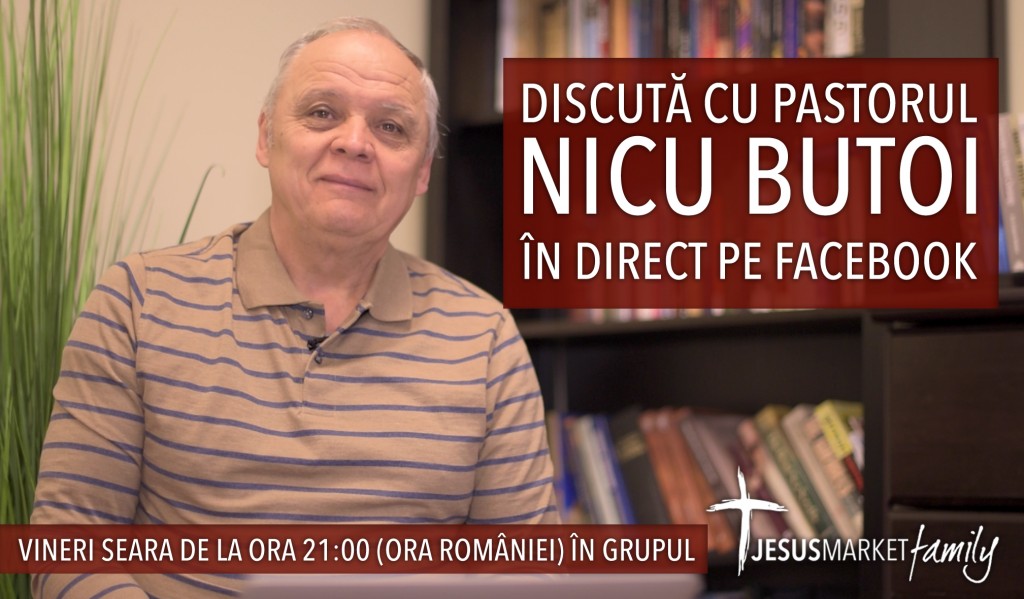 DISCUTĂ CU PASTORUL
NICU BUTOI
ÎN DIRECT PE FACEBOOK
VINERI SEARA DE LA ORA 21:00 (ORA ROMÂNIEI) ÎN GRUPUL
JESUSMARKET family